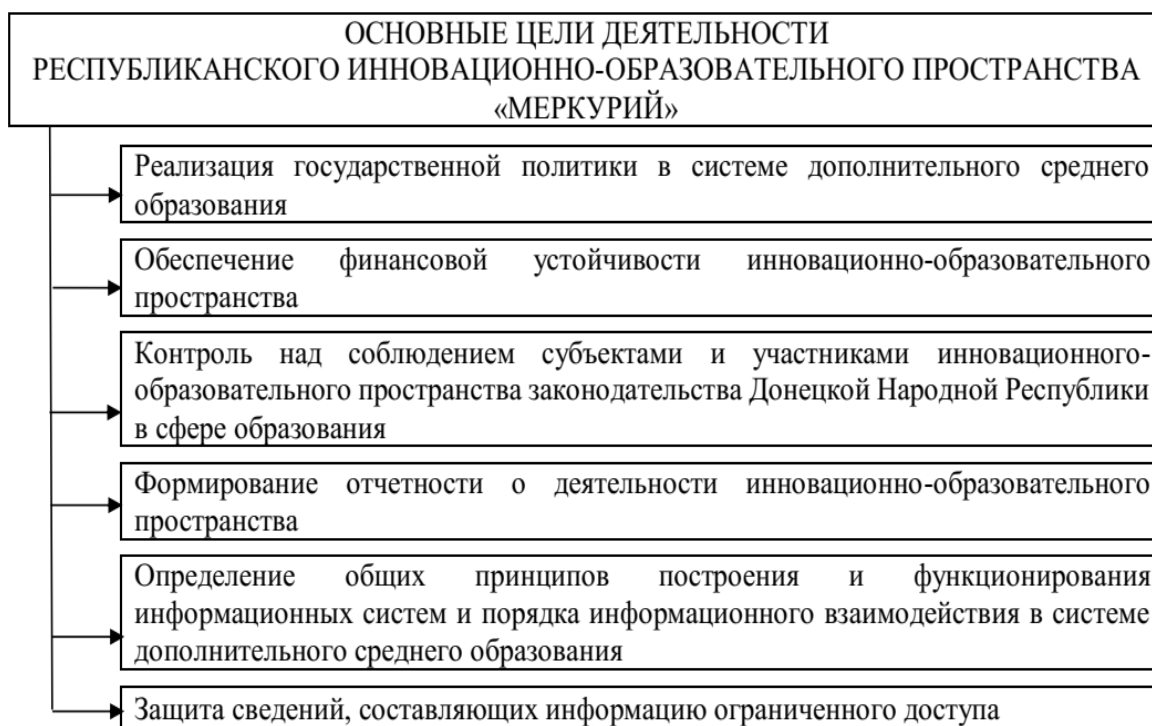 ОСНОВНЫЕ ЦЕЛИ ДЕЯТЕЛЬНОСТИ
РЕСПУБЛИКАНСКОГО ИННОВАЦИОННО-ОБРАЗОВАТЕЛЬНОГО ПРОСТРАНСТВА
«МЕРКУРИЙ»
Реализация государственной политики в системе дополнительного среднего
образования
Обеспечение финансовой устойчивости инновационно-образовательного
пространства
Контроль над соблюдением субъектами и участниками инновационного-
образовательного пространства законодательства Донецкой Народной Республики
в сфере образования
Формирование отчетности о деятельности инновационно-образовательного
пространства
Определение общих принципов построения и функционирования
информационных систем и порядка информационного взаимодействия в системе
дополнительного среднего образования
Защита сведений, составляющих информацию ограниченного доступа